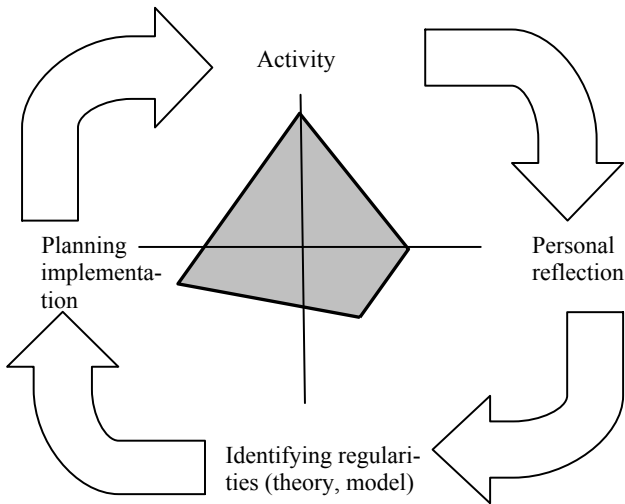 Activity
Planning
implementa-
tion
Personal
reflection
Identifying regulari-
ties (theory, model)